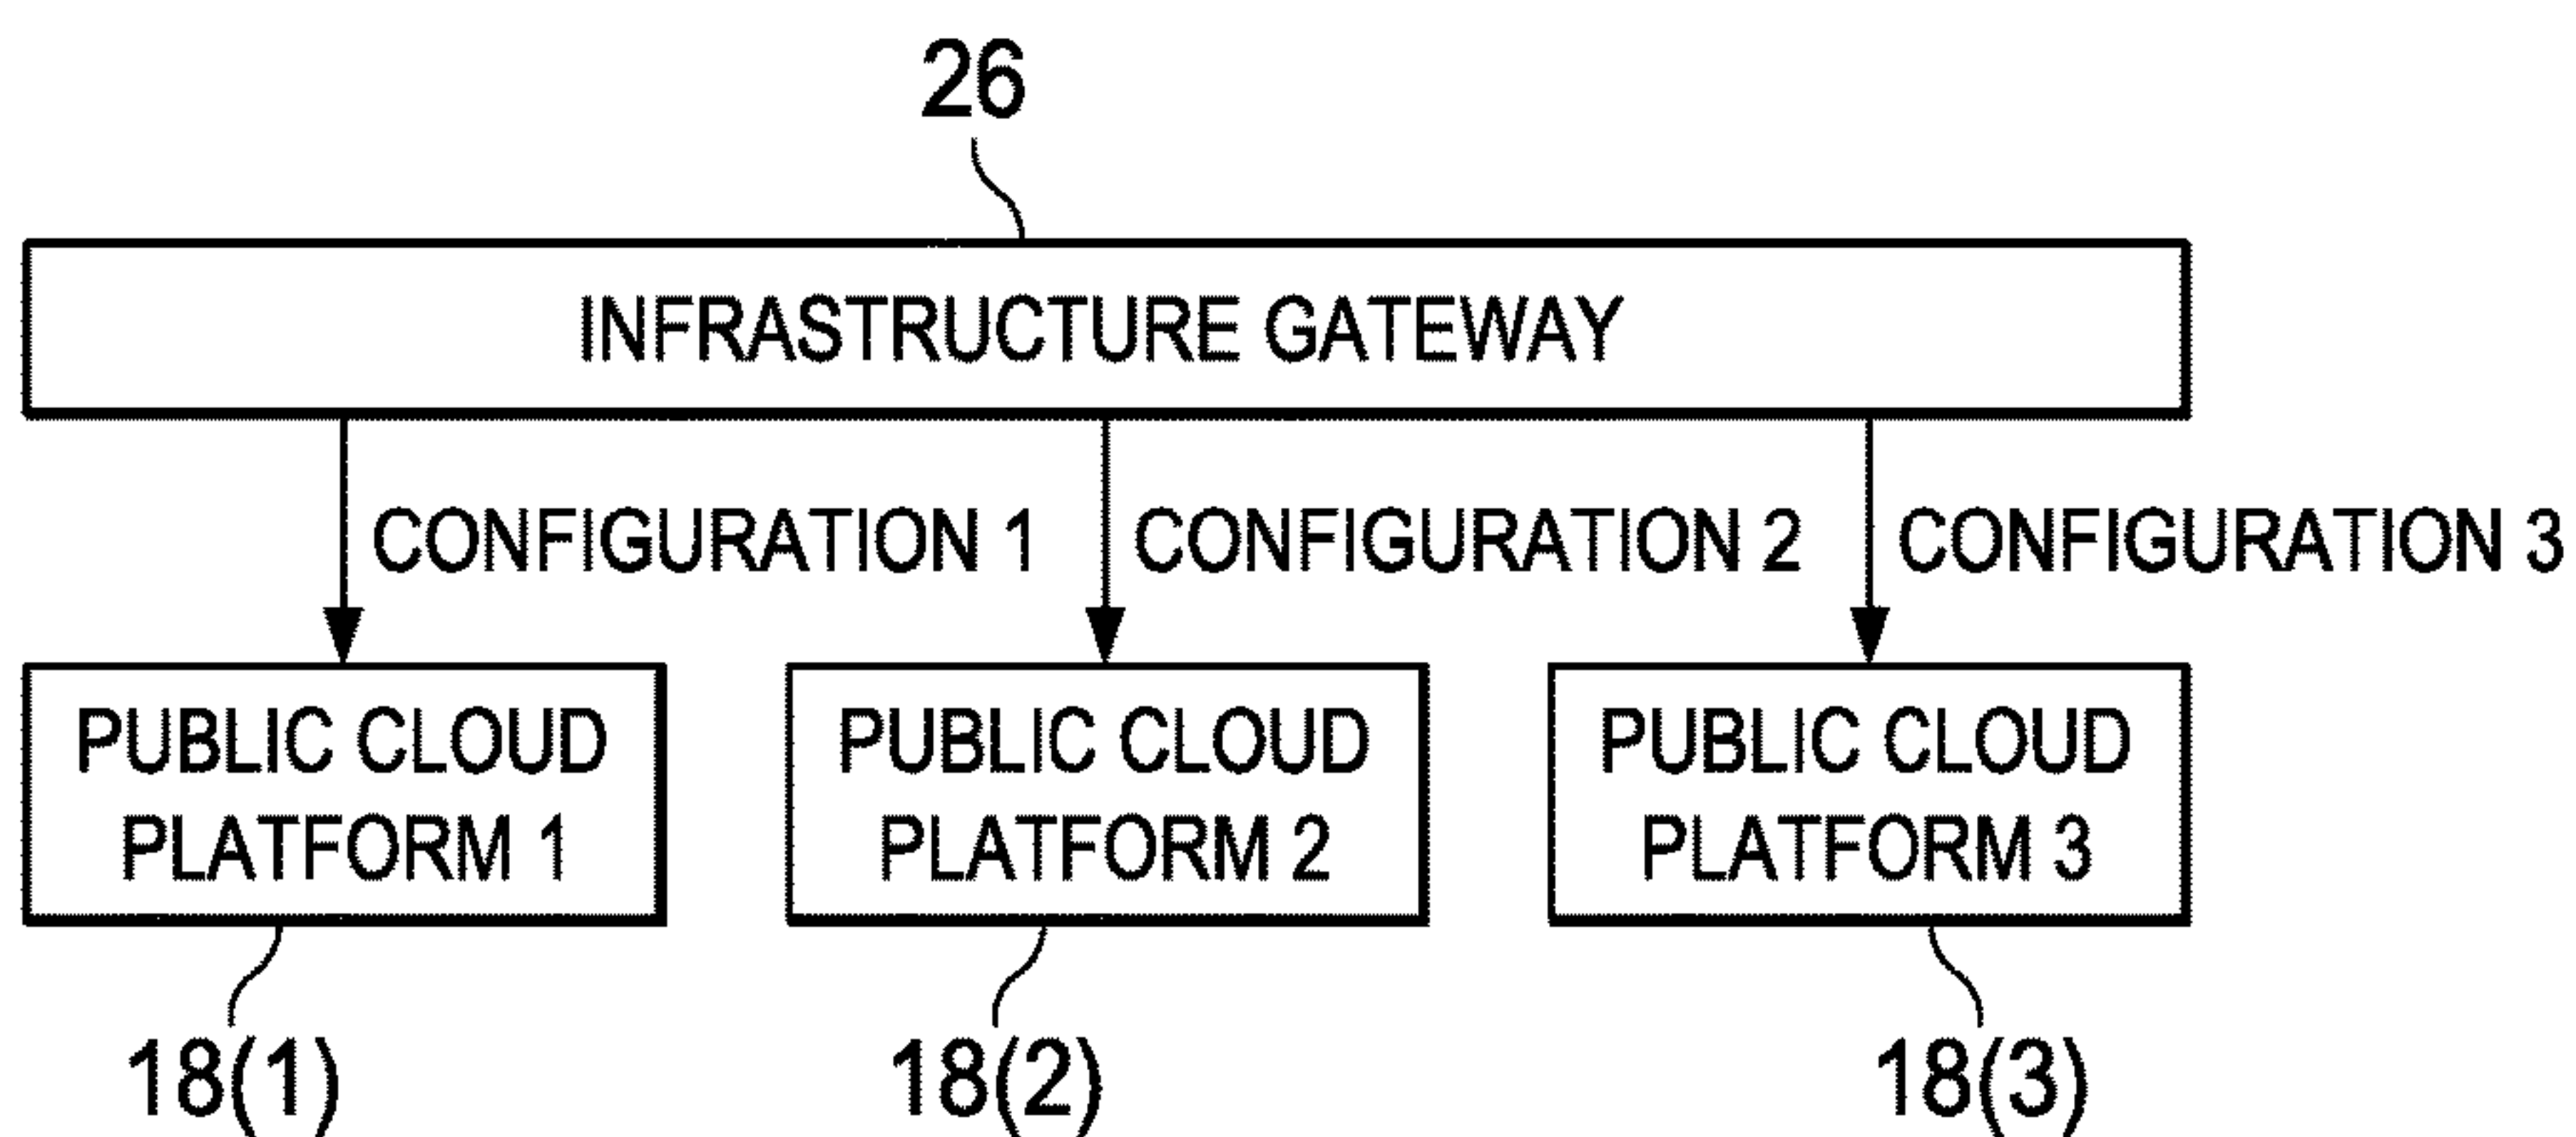 26
INFRASTRUCTURE GATEWAY
CONFIGURATION 1
CONFIGURATION 2
CONFIGURATION 3
PUBLIC CLOUD
PLATFORM 1
PUBLIC CLOUD
PLATFORM 2
PUBLIC CLOUD
PLATFORM 3
18(1)
18(2)
18(3)